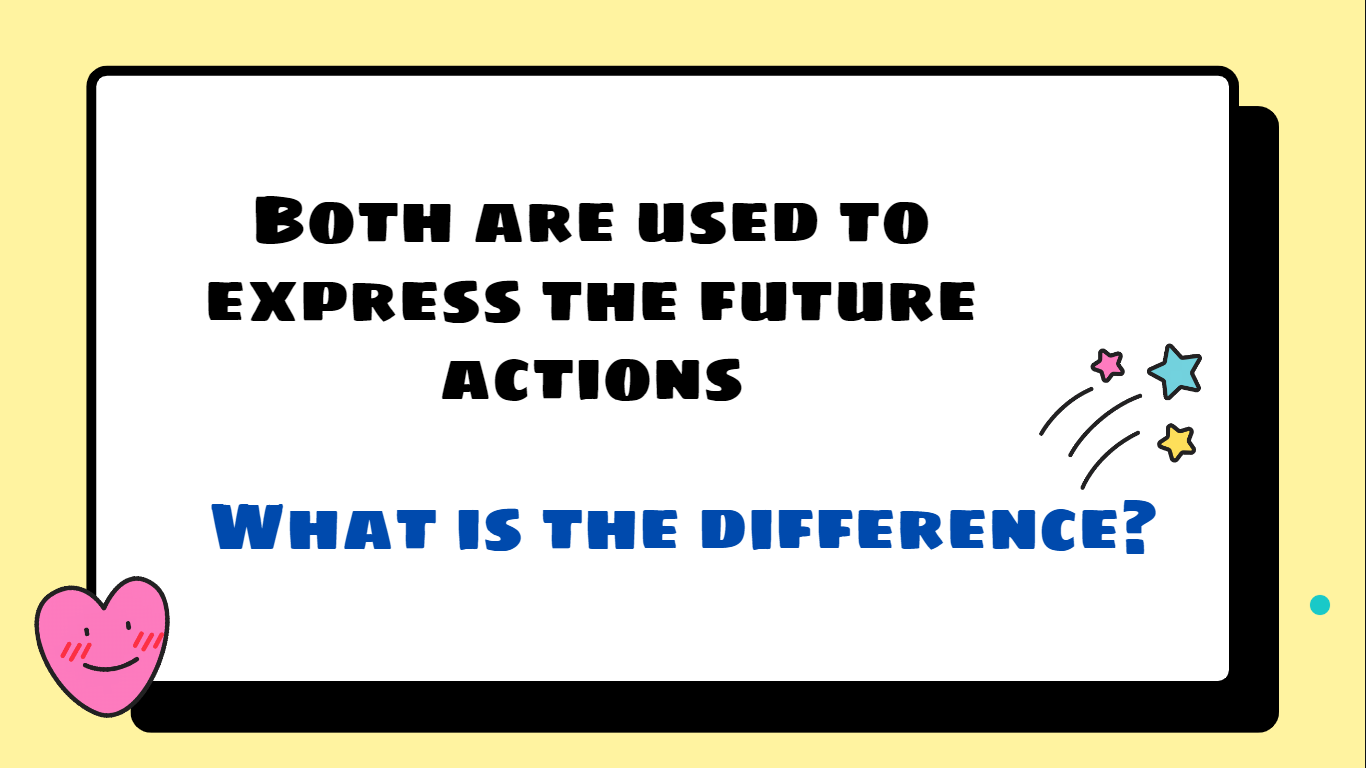 Both are used to
express the future
actions
What is the difference?